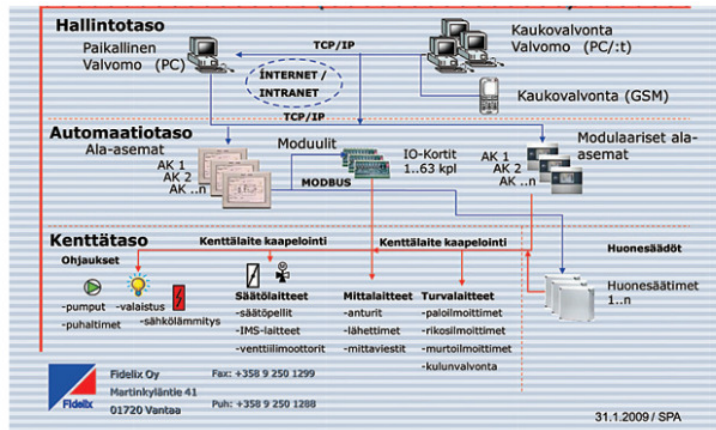 Hallintotaso
Paikallinen
Valvomo (PC)
TCP/IP
Kaukovalvonta
Valvomo (PC/:t)
INTERNET /
INTRANET
Kaukovalvonta (GSM)
TCP/IP
Automaatiotaso
Ala-asemat
AK 1
AK 2
AK ..n
Moduulit
IO-Kortit
1..63 kpl
MODBUS
Modulaariset ala-
asemat
AK 1
AK 2
AK ..n
Kenttätaso
Kenttälaite kaapelointi
Kenttälaite kaapelointi
Huonesäädöt
Ohjaukset
-pumput
-puhaltimet
-valaistus
-sähkölämmitys
Säätölaitteet
-säätöpellit
-IMS-laitteet
-venttiilimoottorit
Mittalaitteet
-anturit
-lähettimet
-mittaviestit
Turvalaitteet
-paloilmoittimet
-rikosilmoittimet
-murtoilmoittimet
-kulunvalvonta
Huonesäätimet
1..n
Fidelix
Fidelix Oy
Martinkyläntie 41
01720 Vantaa
Fax: +358 9 250 1299
Puh: +358 9 250 1288
31.1.2009 / SPA